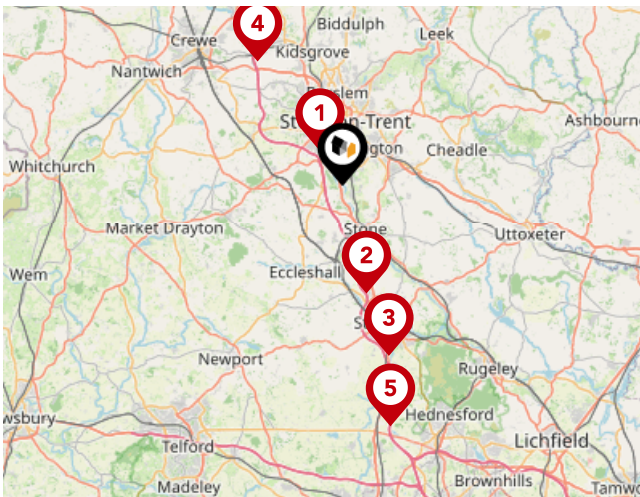 4
Biddulph
Leek
Crewe
Kidsgrove
Nantwich
1
Ashbourne
Cheadle
Whitchurch
Market Drayton
Stone
Uttoxeter
2
Eccleshall
Wem
3
Newport
Rugeley
5
Hednesford
Telford
Lichfield
Brownhills
Madeley